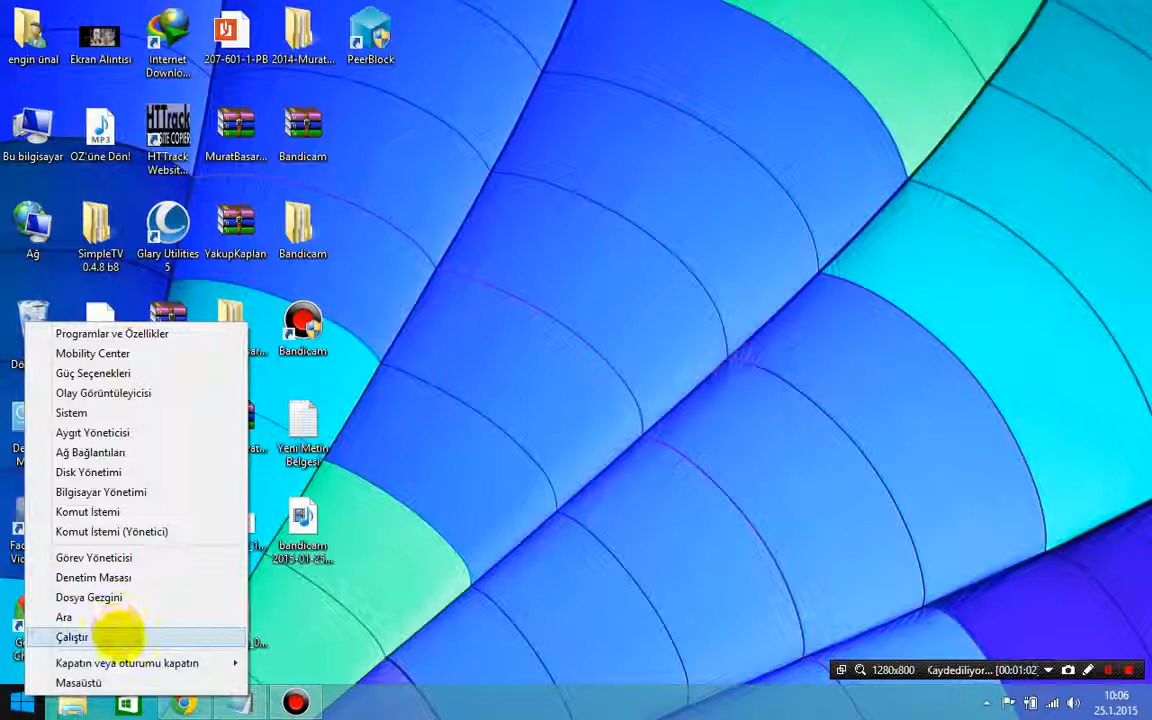 engin ünal
Ekran Alıntısı
Internet
Downlo...
207-601-1-PB
2014-Murat...
PeerBlock
MP3
HTTrack
SITE COPIER
Bu bilgisayar
OZ'üne Dön!
HTTrack
Websit...
MuratBasar...
Bandicam
Ağ
SimpleTV
0.4.8 b8
Glary Utilities
5
YakupKaplan
Bandicam
Bandicam
Yeni Metin
Belgesi
bandicam
2015-01-25...
Programlar ve Özellikler
Mobility Center
Güç Seçenekleri
Olay Görüntüleyicisi
Sistem
Aygıt Yöneticisi
Ağ Bağlantıları
Disk Yönetimi
Bilgisayar Yönetimi
Komut İstemi
Komut İstemi (Yönetici)
Görev Yöneticisi
Denetim Masası
Dosya Gezgini
Ara
Çalıştır
Kapatın veya oturumu kapatın
Masaüstü
1280x800 Kaydediliyor... [00:01:02]
10:06
25.1.2015